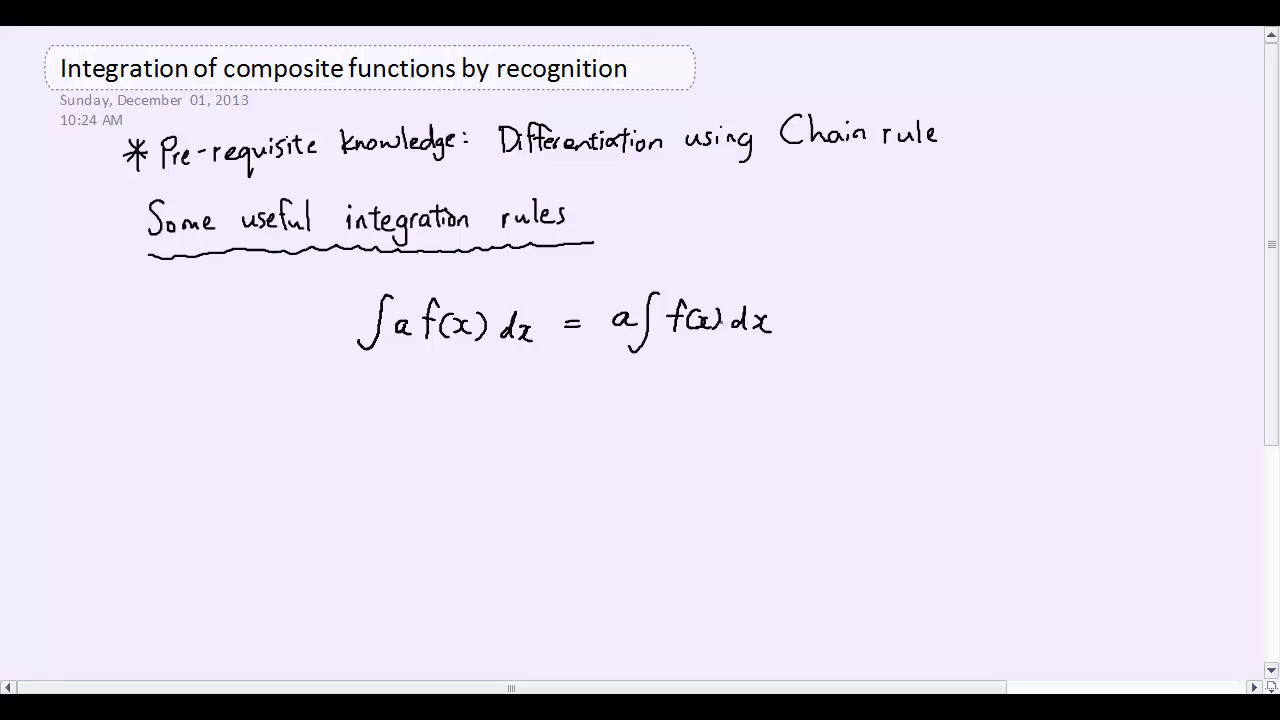 Integration of composite functions by recognition
Sunday, December 01, 2013
10:24 AM
* Pre-requisite knowledge: Differentiation using Chain rule
Some useful integration rules
∫ a f(x) dx = a ∫ f(x) dx